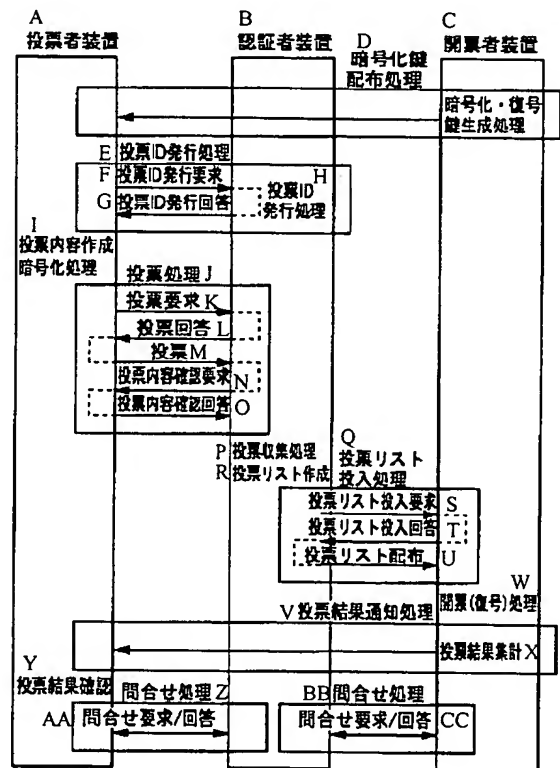 A
投票者装置
B
認証者装置
C
開票者装置
D
暗号化鍵
配布処理
暗号化・復号
鍵生成処理
E 投票ID発行処理
F 投票ID発行要求
G 投票ID発行回答
H
投票ID
発行処理
I
投票内容作成
暗号化処理
投票処理 J
投票要求 K
投票回答 L
投票 M
投票内容確認要求 N
投票内容確認回答 O
P 投票収集処理
R 投票リスト作成
Q
投票リスト
投入処理
投票リスト投入要求 S
投票リスト投入回答 T
投票リスト配布 U
W
開票(復号)処理
V 投票結果通知処理
投票結果集計 X
Y
投票結果確認
問合せ処理 Z
AA 問合せ要求/回答
BB 問合せ処理
問合せ要求/回答 CC